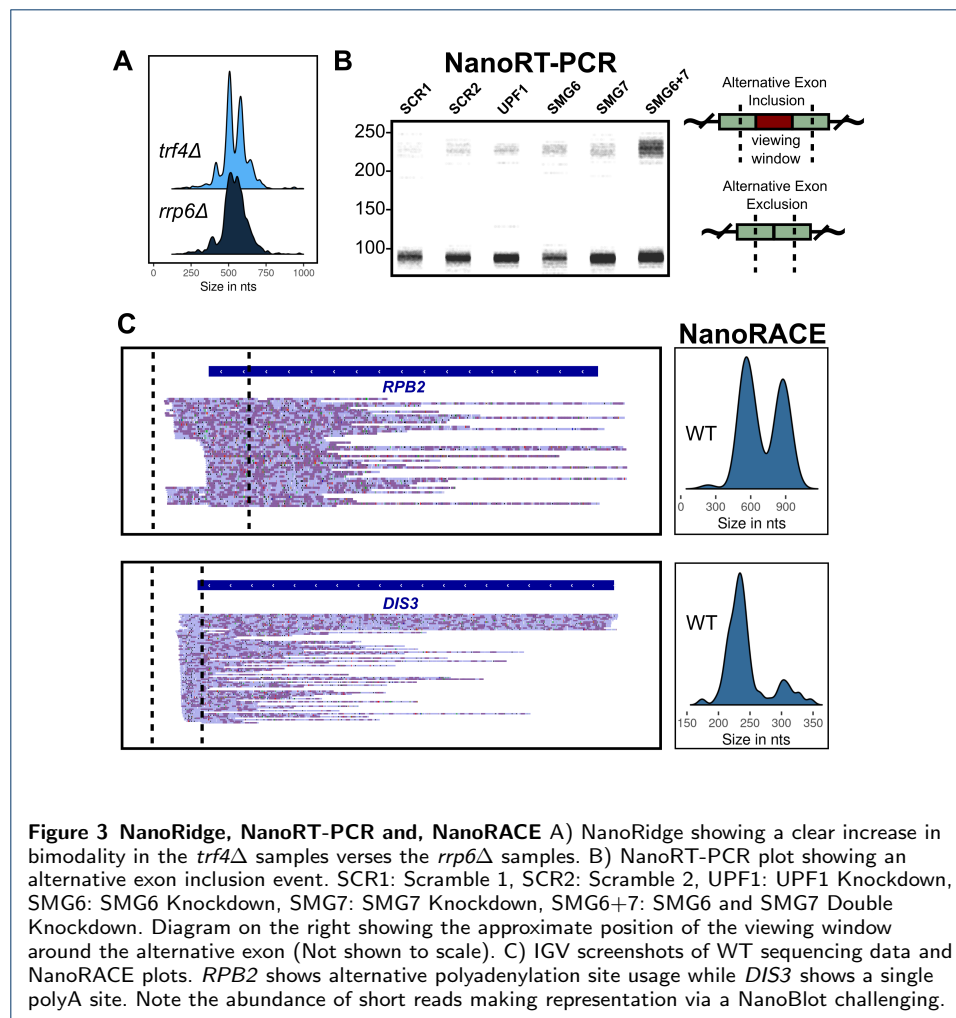 A
trf4Δ
rrp6Δ
0 250 500 750 1000
Size in nts
B
NanoRT-PCR
SCR1 SCR2 UPF1 SMG6 SMG7 SMG6+7
250
200
150
100
Alternative Exon
Inclusion
viewing
window
Alternative Exon
Exclusion
C
NanoRACE
RPB2
WT
0 300 600 900
Size in nts
DIS3
WT
150 200 250 300 350
Size in nts
Figure 3 NanoRidge, NanoRT-PCR and, NanoRACE A) NanoRidge showing a clear increase in
bimodality in the trf4Δ samples verses the rrp6Δ samples. B) NanoRT-PCR plot showing an
alternative exon inclusion event. SCR1: Scramble 1, SCR2: Scramble 2, UPF1: UPF1 Knockdown,
SMG6: SMG6 Knockdown, SMG7: SMG7 Knockdown, SMG6+7: SMG6 and SMG7 Double
Knockdown. Diagram on the right showing the approximate position of the viewing window
around the alternative exon (Not shown to scale). C) IGV screenshots of WT sequencing data and
NanoRACE plots. RPB2 shows alternative polyadenylation site usage while DIS3 shows a single
polyA site. Note the abundance of short reads making representation via a NanoBlot challenging.